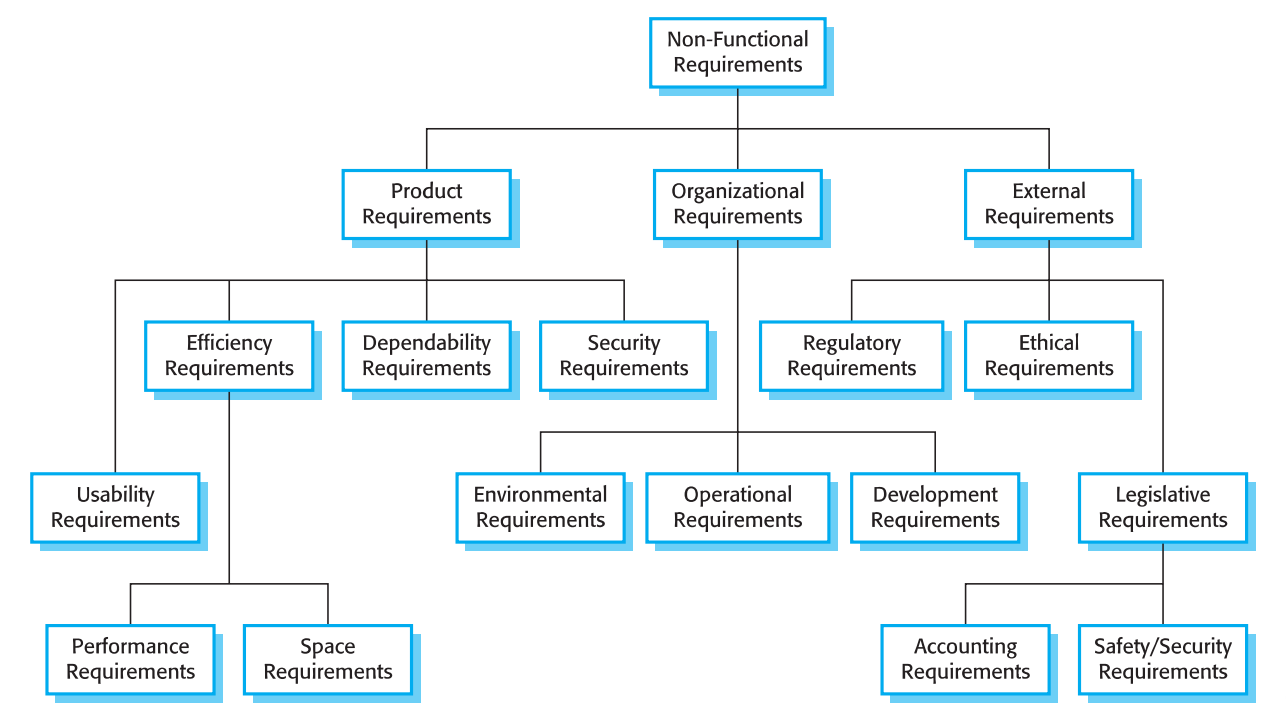 Non-Functional
Requirements
Product
Requirements
Organizational
Requirements
External
Requirements
Efficiency
Requirements
Dependability
Requirements
Security
Requirements
Regulatory
Requirements
Ethical
Requirements
Usability
Requirements
Environmental
Requirements
Operational
Requirements
Development
Requirements
Legislative
Requirements
Performance
Requirements
Space
Requirements
Accounting
Requirements
Safety/Security
Requirements